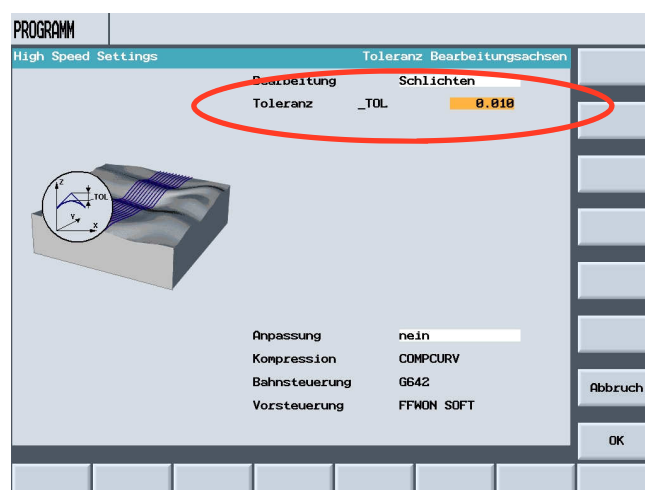 PROGRAMM
High Speed Settings Toleranz Bearbeitungsachsen
Bearbeitung Schlichten
Toleranz _TOL 0.010
Z
_TOL
Y
X
Anpassung nein
Kompression COMPCURV
Bahnsteuerung G642
Abbruch
Vorsteuerung FFWON SOFT
OK